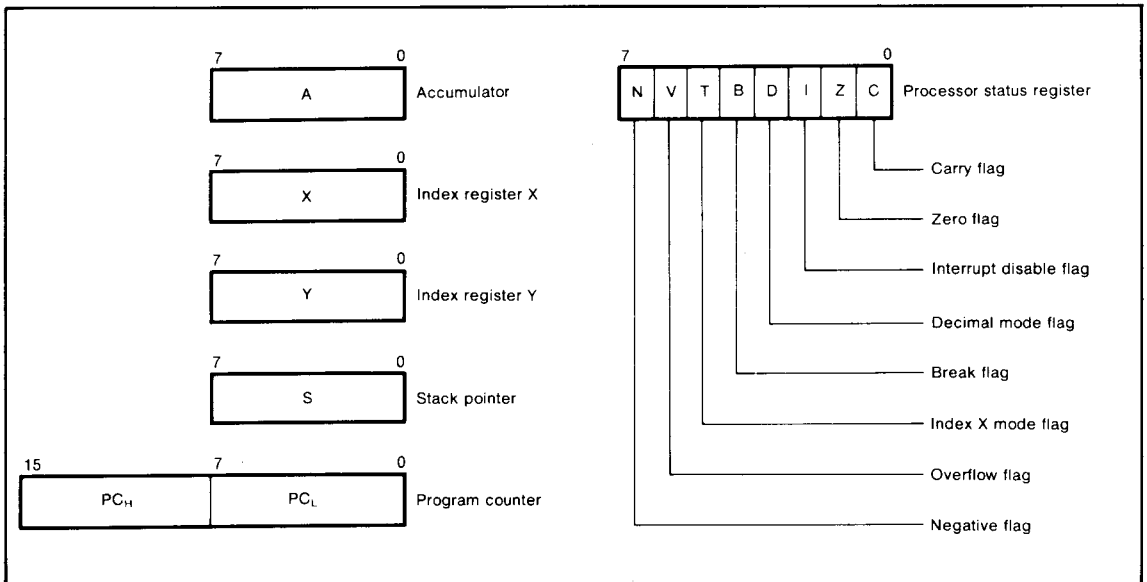 7 0
A Accumulator
7 0
X Index register X
7 0
Y Index register Y
7 0
S Stack pointer
15 7 0
PCH PCL Program counter
7 0
N V T B D I Z C Processor status register
Carry flag
Zero flag
Interrupt disable flag
Decimal mode flag
Break flag
Index X mode flag
Overflow flag
Negative flag